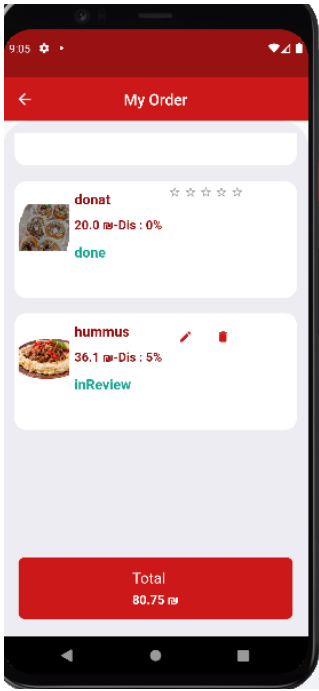 9:05
My Order
donat
20.0 ₪-Dis : 0%
done
hummus
36.1 ₪-Dis : 5%
inReview
Total
80.75 ₪